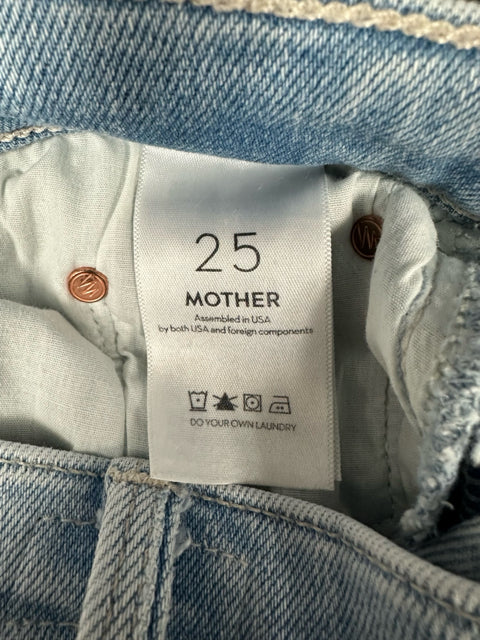 25
MOTHER
Assembled in USA
by both USA and foreign components
DO YOUR OWN LAUNDRY